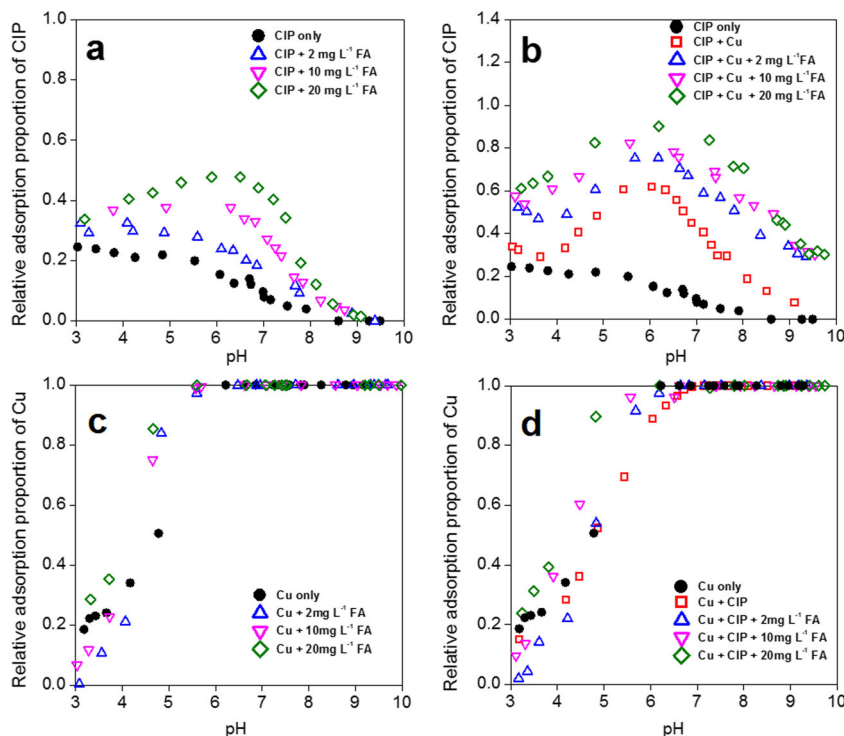 a
CIP only
CIP + 2 mg L⁻¹ FA
CIP + 10 mg L⁻¹ FA
CIP + 20 mg L⁻¹ FA
Relative adsorption proportion of CIP
1.0
0.8
0.6
0.4
0.2
0.0
3 4 5 6 7 8 9 10
pH
b
CIP only
CIP + Cu
CIP + Cu + 2 mg L⁻¹ FA
CIP + Cu + 10 mg L⁻¹ FA
CIP + Cu + 20 mg L⁻¹FA
Relative adsorption proportion of CIP
1.4
1.2
1.0
0.8
0.6
0.4
0.2
0.0
3 4 5 6 7 8 9 10
pH
c
Cu only
Cu + 2mg L⁻¹ FA
Cu + 10mg L⁻¹ FA
Cu + 20mg L⁻¹ FA
Relative adsorption proportion of Cu
1.0
0.8
0.6
0.4
0.2
0.0
3 4 5 6 7 8 9 10
pH
d
Cu only
Cu + CIP
Cu + CIP + 2mg L⁻¹ FA
Cu + CIP + 10mg L⁻¹ FA
Cu + CIP + 20mg L⁻¹ FA
Relative adsorption proportion of Cu
1.0
0.8
0.6
0.4
0.2
0.0
3 4 5 6 7 8 9 10
pH